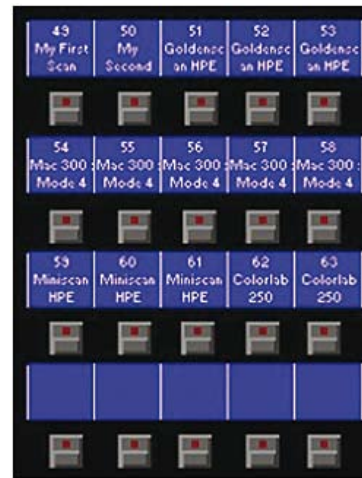 49 50 51 52 53
My First My Goldensc Goldensc Goldensc
Scan Second an HPE an HPE an HPE
54 55 56 57 58
Mac 300 : Mac 300 : Mac 300 : Mac 300 : Mac 300 :
Mode 4 Mode 4 Mode 4 Mode 4 Mode 4
59 60 61 62 63
Miniscan Miniscan Miniscan Colorlab Colorlab
HPE HPE HPE 250 250